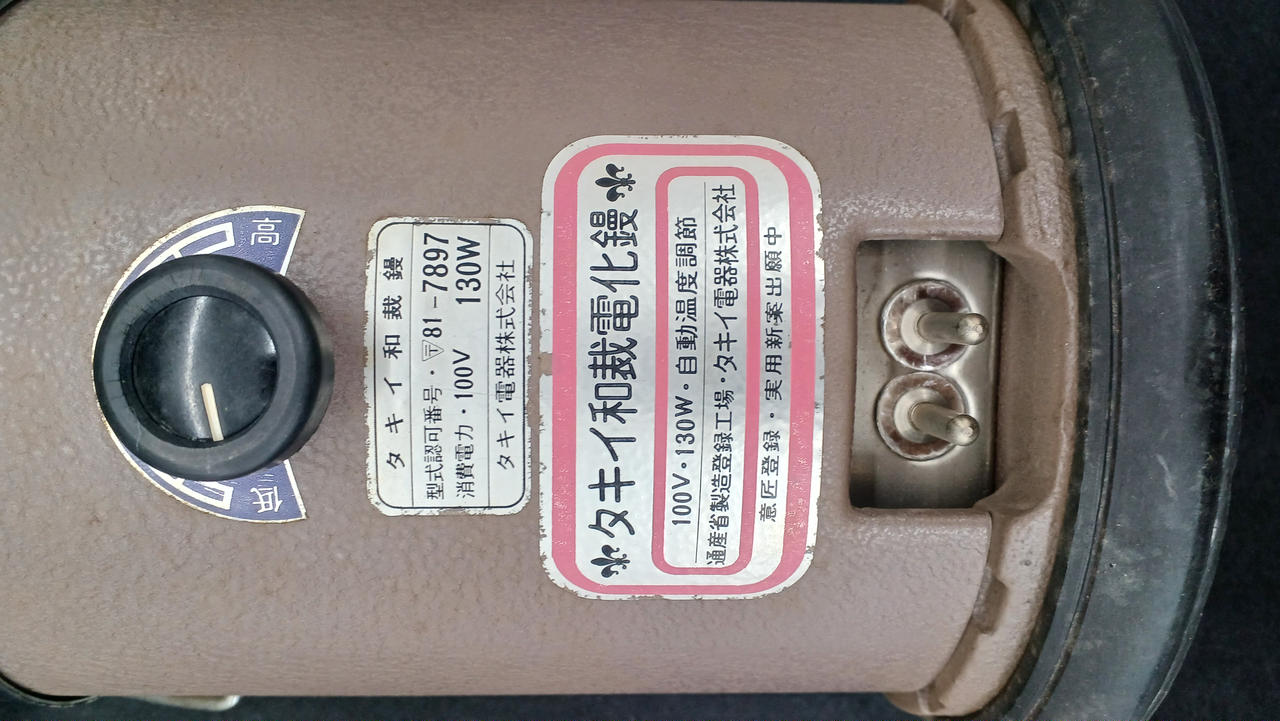 切
高
タキイ和裁鏝
型式認可番号・〒81-7897
消費電力・100V 130W
タキイ電器株式会社
タキイ和裁電化鏝
100V・130W・自動温度調節
通産省製造登録工場・タキイ電器株式会社
意匠登録・実用新案出願中